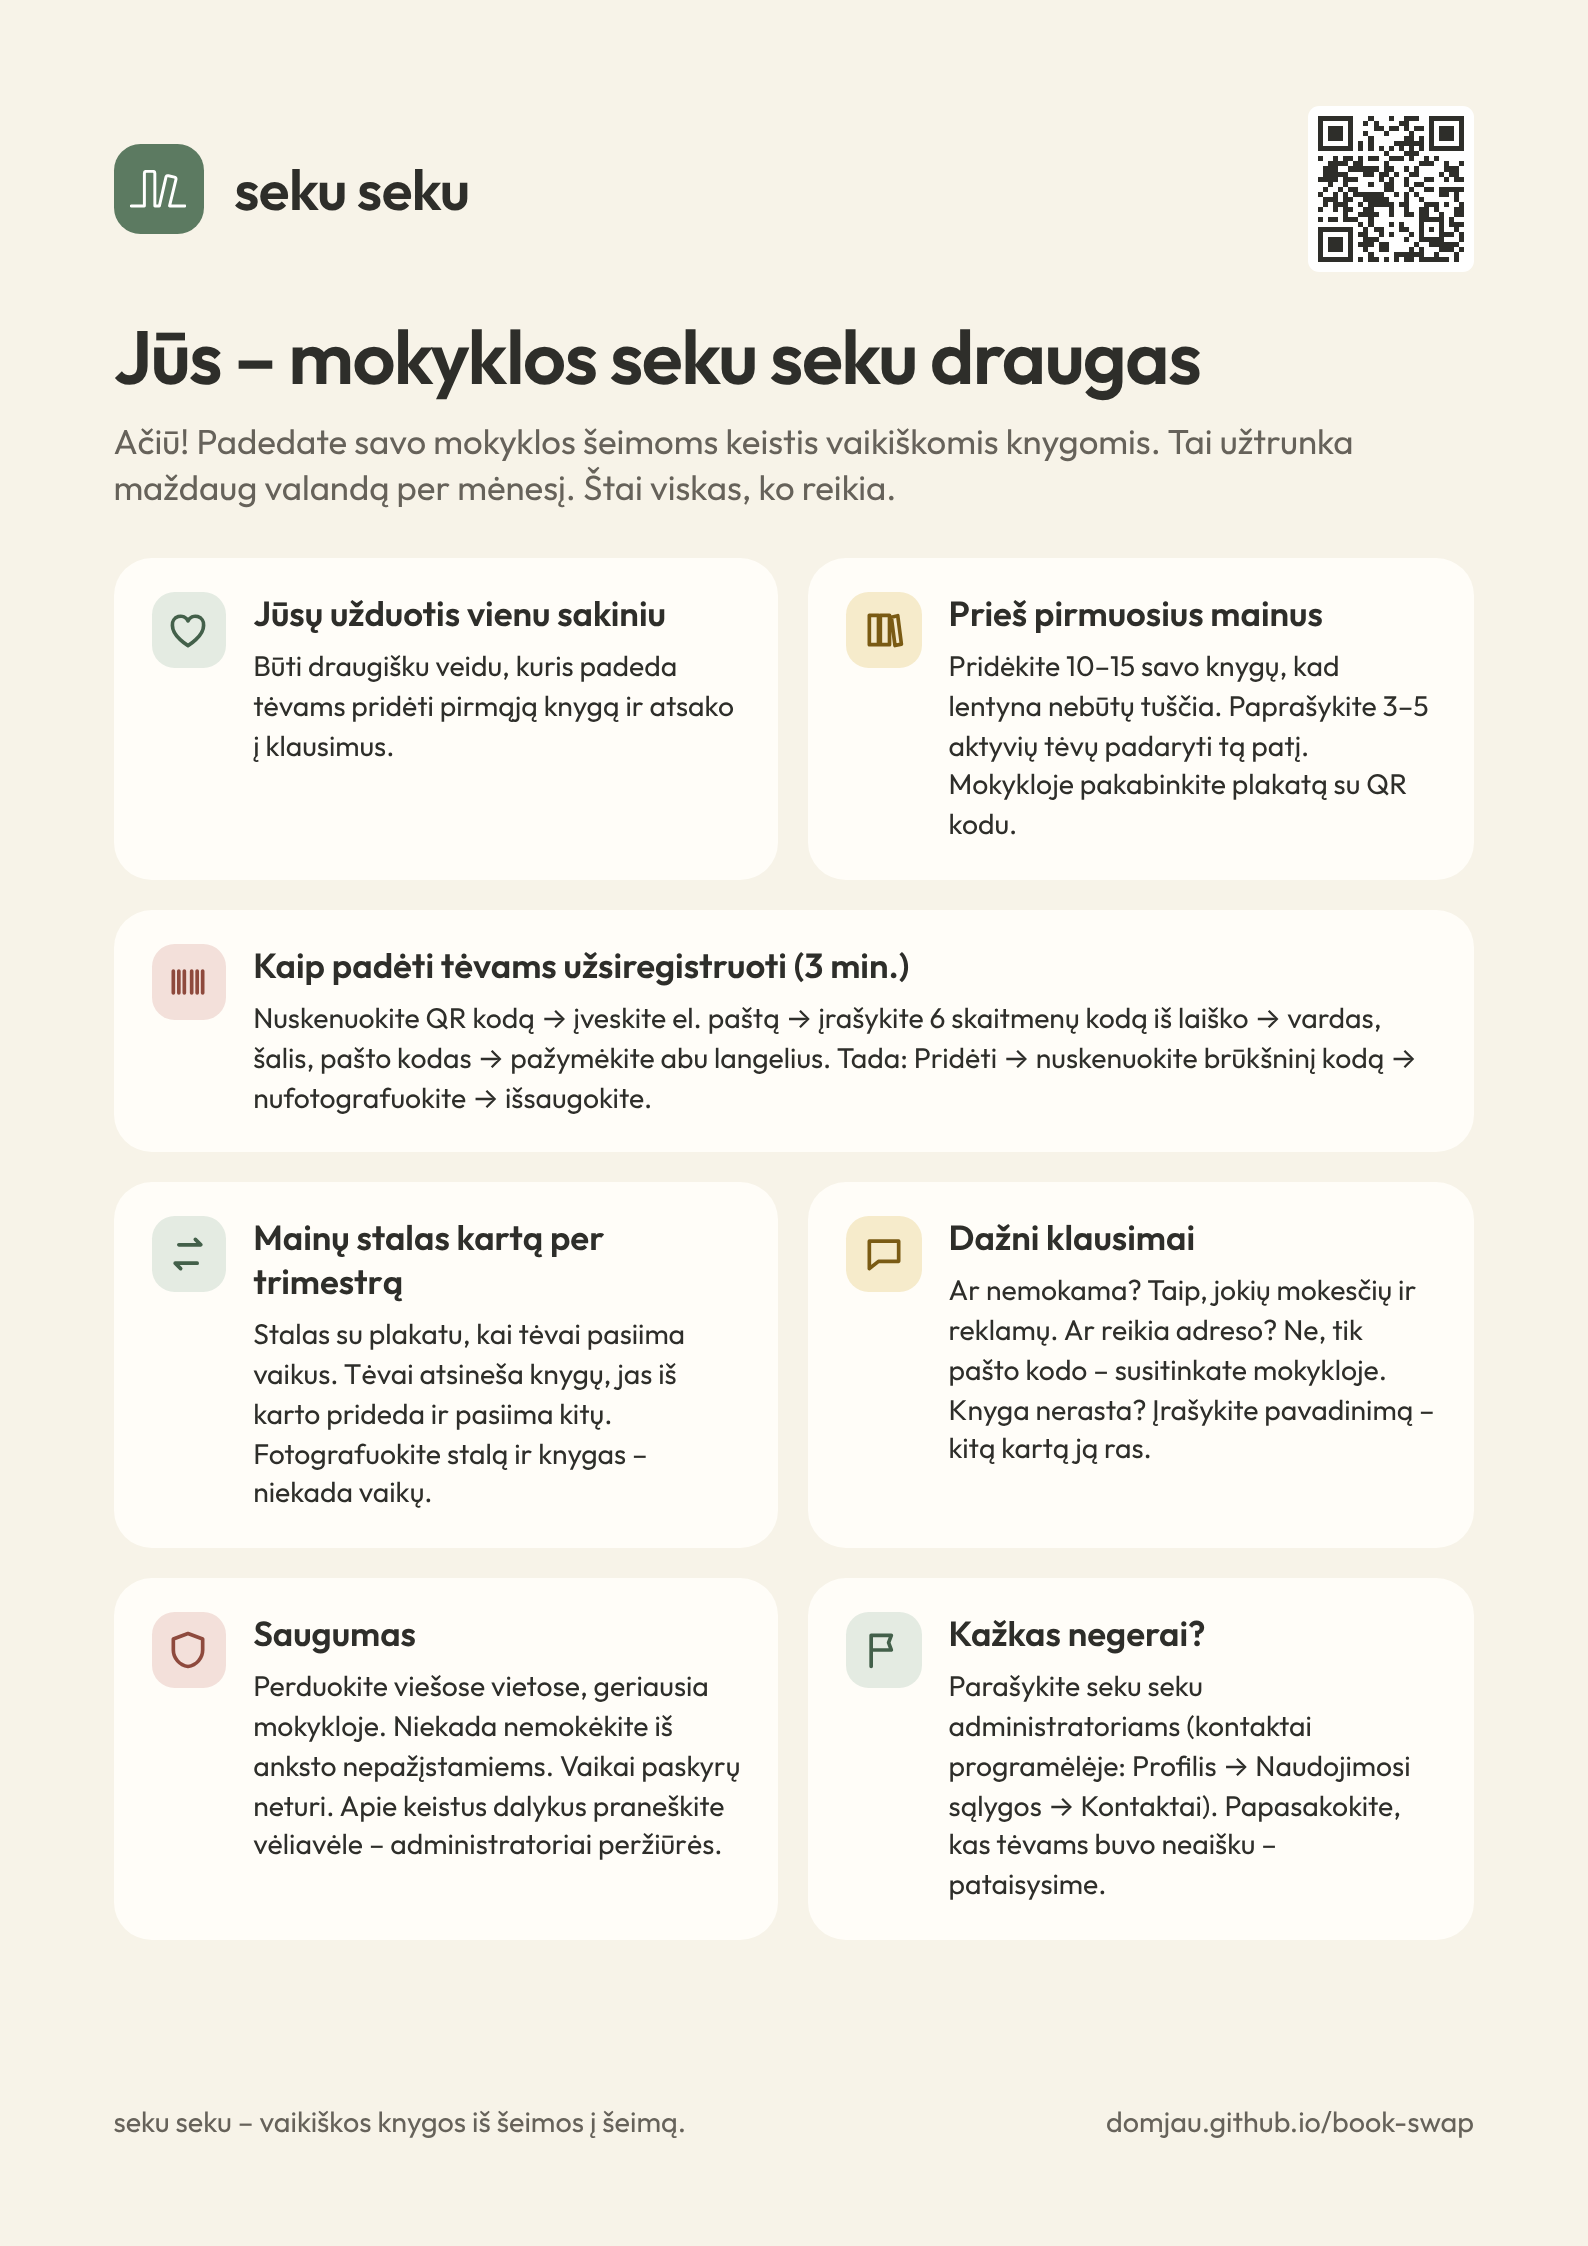 seku seku
Jūs – mokyklos seku seku draugas
Ačiū! Padedate savo mokyklos šeimoms keistis vaikiškomis knygomis. Tai užtrunka
maždaug valandą per mėnesį. Štai viskas, ko reikia.
Jūsų užduotis vienu sakiniu
Būti draugišku veidu, kuris padeda
tėvams pridėti pirmąją knygą ir atsako
į klausimus.
Prieš pirmuosius mainus
Pridėkite 10–15 savo knygų, kad
lentyna nebūtų tuščia. Paprašykite 3–5
aktyvių tėvų padaryti tą patį.
Mokykloje pakabinkite plakatą su QR
kodu.
Kaip padėti tėvams užsiregistruoti (3 min.)
Nuskenuokite QR kodą → įveskite el. paštą → įrašykite 6 skaitmenų kodą iš laiško → vardas,
šalis, pašto kodas → pažymėkite abu langelius. Tada: Pridėti → nuskenuokite brūkšninį kodą →
nufotografuokite → išsaugokite.
Mainų stalas kartą per
trimestrą
Stalas su plakatu, kai tėvai pasiima
vaikus. Tėvai atsineša knygų, jas iš
karto prideda ir pasiima kitų.
Fotografuokite stalą ir knygas –
niekada vaikų.
Dažni klausimai
Ar nemokama? Taip, jokių mokesčių ir
reklamų. Ar reikia adreso? Ne, tik
pašto kodo – susitinkate mokykloje.
Knyga nerasta? Įrašykite pavadinimą –
kitą kartą ją ras.
Saugumas
Perduokite viešose vietose, geriausia
mokykloje. Niekada nemokėkite iš
anksto nepažįstamiems. Vaikai paskyrų
neturi. Apie keistus dalykus praneškite
vėliavėle – administratoriai peržiūrės.
Kažkas negerai?
Parašykite seku seku
administratoriams (kontaktai
programėlėje: Profilis → Naudojimosi
sąlygos → Kontaktai). Papasakokite,
kas tėvams buvo neaišku –
pataisysime.
seku seku – vaikiškos knygos iš šeimos į šeimą.
domjau.github.io/book-swap